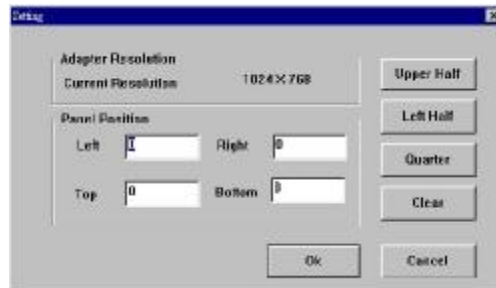 Setting
Adapter Resolution
Current Resolution 1024×768
Upper Half
Panel Position
Left Half
Left Right 0
Quarter
Top 0 Bottom
Clear
Ok Cancel